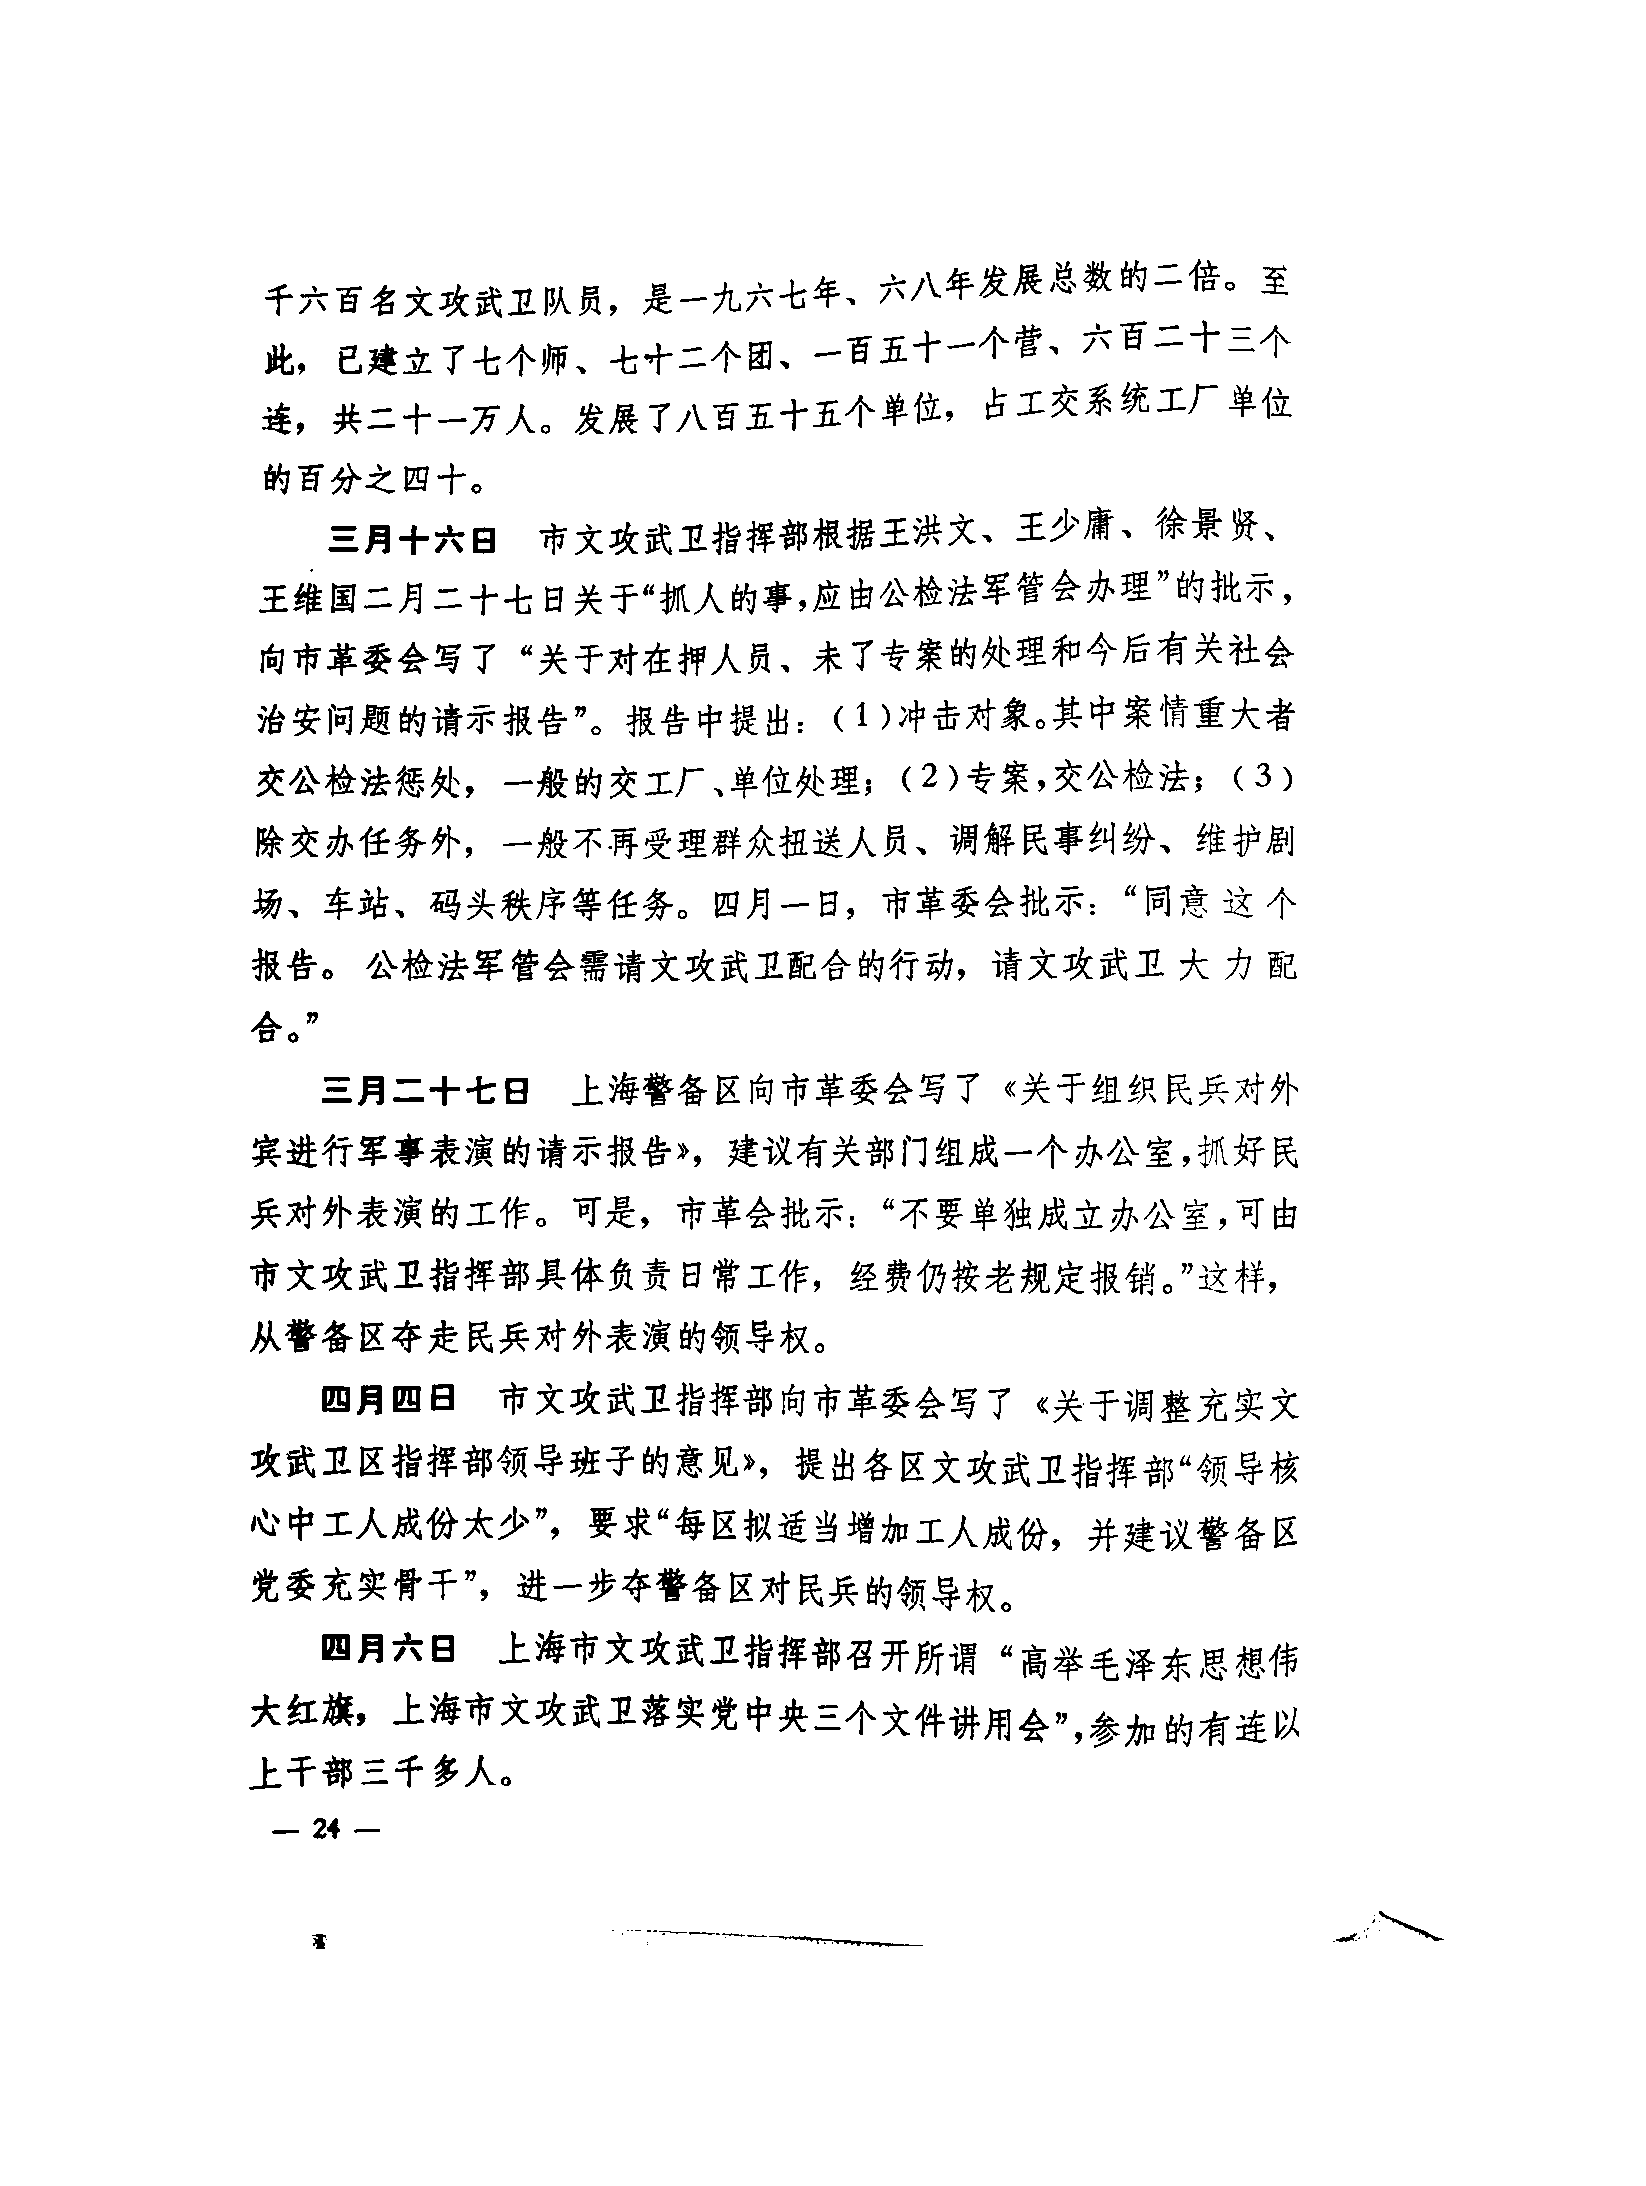 千六百名文攻武卫队员，是一九六七年、六八年发展总数的二倍。至
此，已建立了七个师、七十二个团、一百五十一个营、六百二十三个
连，共二十一万人。发展了八百五十五个单位，占工交系统工厂单位
的百分之四十。
三月十六日　市文攻武卫指挥部根据王洪文、王少庸、徐景贤、
王维国二月二十七日关于“抓人的事，应由公检法军管会办理”的批示，
向市革委会写了“关于对在押人员、未了专案的处理和今后有关社会
治安问题的请示报告”。报告中提出：(1)冲击对象。其中案情重大者
交公检法惩处，一般的交工厂、单位处理；(2)专案，交公检法；(3)
除交办任务外，一般不再受理群众扭送人员、调解民事纠纷、维护剧
场、车站、码头秩序等任务。四月一日，市革委会批示：“同意这个
报告。公检法军管会需请文攻武卫配合的行动，请文攻武卫大力配
合。”
三月二十七日　上海警备区向市革委会写了《关于组织民兵对外
宾进行军事表演的请示报告》，建议有关部门组成一个办公室，抓好民
兵对外表演的工作。可是，市革会批示：“不要单独成立办公室，可由
市文攻武卫指挥部具体负责日常工作，经费仍按老规定报销。”这样，
从警备区夺走民兵对外表演的领导权。
四月四日　市文攻武卫指挥部向市革委会写了《关于调整充实文
攻武卫区指挥部领导班子的意见》，提出各区文攻武卫指挥部“领导核
心中工人成份太少”，要求“每区拟适当增加工人成份，并建议警备区
党委充实骨干”，进一步夺警备区对民兵的领导权。
四月六日　上海市文攻武卫指挥部召开所谓“高举毛泽东思想伟
大红旗，上海市文攻武卫落实党中央三个文件讲用会”，参加的有连以
上干部三千多人。
— 24 —